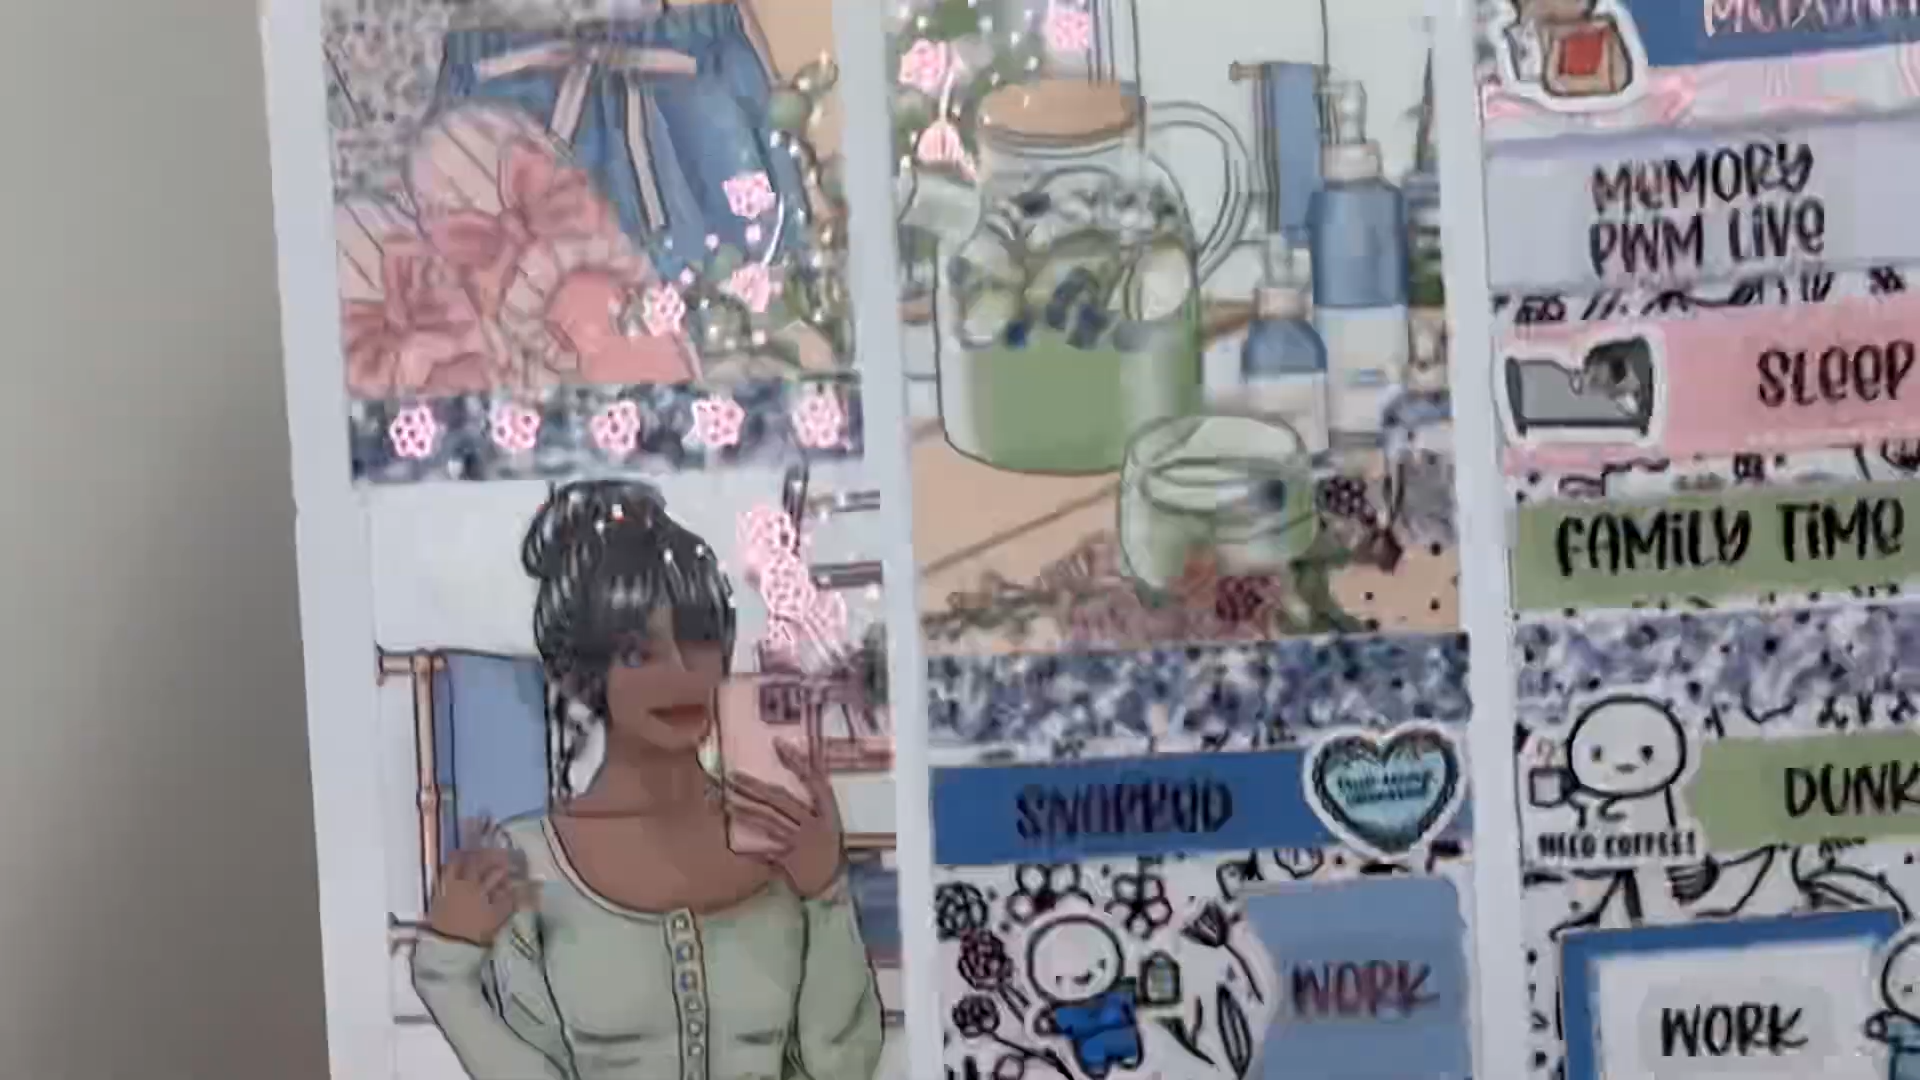 MEMORY
PWM LIVE
SLEEP
FAMILY TIME
WORK
NEED COFFEE!
DUNK
WORK